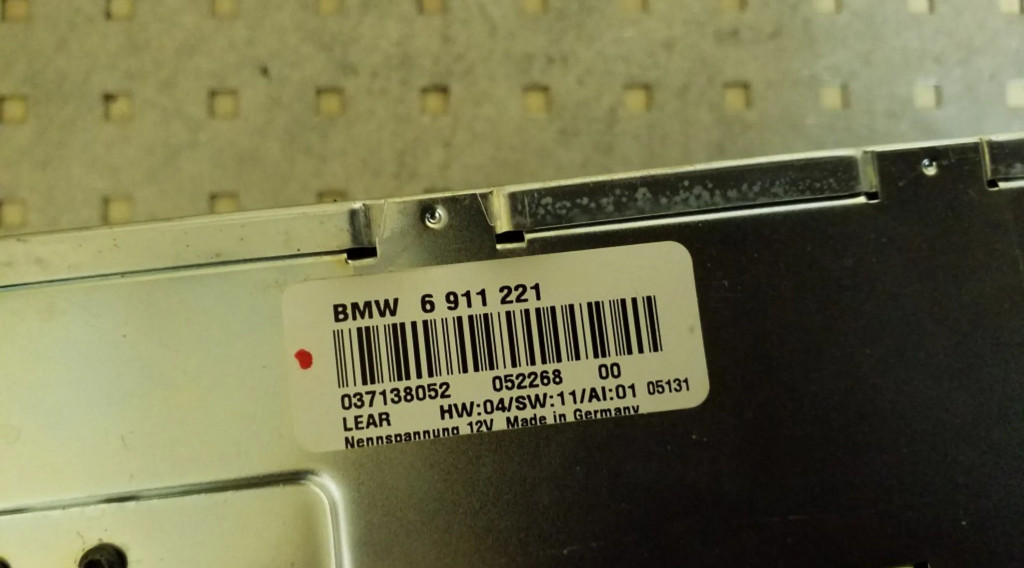 BMW 6 911 221
037138052 052268 00
LEAR HW:04/SW:11/AI:01 05131
Nennspannung 12V Made in Germany